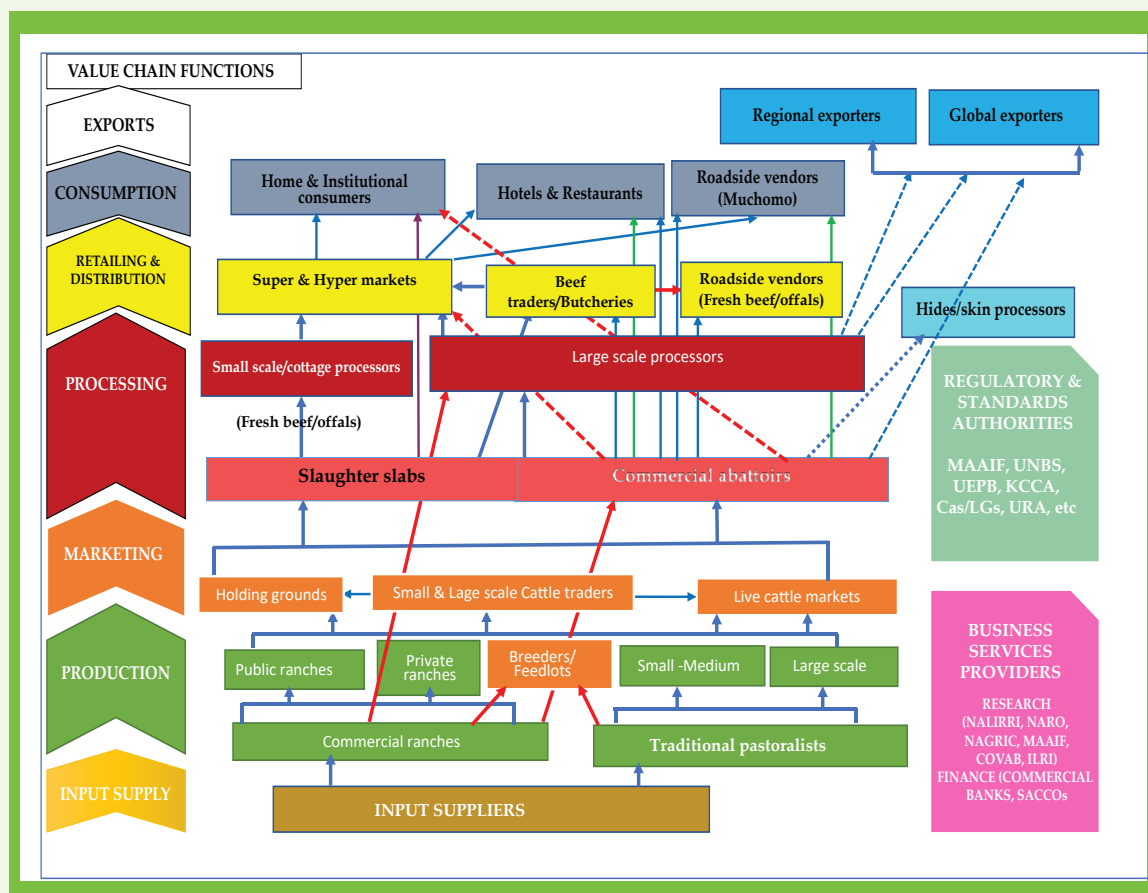 VALUE CHAIN FUNCTIONS
EXPORTS
Regional exporters
Global exporters
CONSUMPTION
Home & Institutional
consumers
Hotels & Restaurants
Roadside vendors
(Muchomo)
RETAILING &
DISTRIBUTION
Super & Hyper markets
Beef
traders/Butcheries
Roadside vendors
(Fresh beef/offals)
Hides/skin processors
PROCESSING
Small scale/cottage processors
Large scale processors
(Fresh beef/offals)
Slaughter slabs
Commercial abattoirs
REGULATORY &
STANDARDS
AUTHORITIES
MAAIF, UNBS,
UEPB, KCCA,
Cas/LGs, URA, etc
MARKETING
Holding grounds
Small & Lage scale Cattle traders
Live cattle markets
PRODUCTION
Public ranches
Private
ranches
Breeders/
Feedlots
Small -Medium
Large scale
Commercial ranches
Traditional pastoralists
BUSINESS
SERVICES
PROVIDERS
RESEARCH
(NALIRRI, NARO,
NAGRIC, MAAIF,
COVAB, ILRI)
FINANCE (COMMERCIAL
BANKS, SACCOs
INPUT SUPPLY
INPUT SUPPLIERS